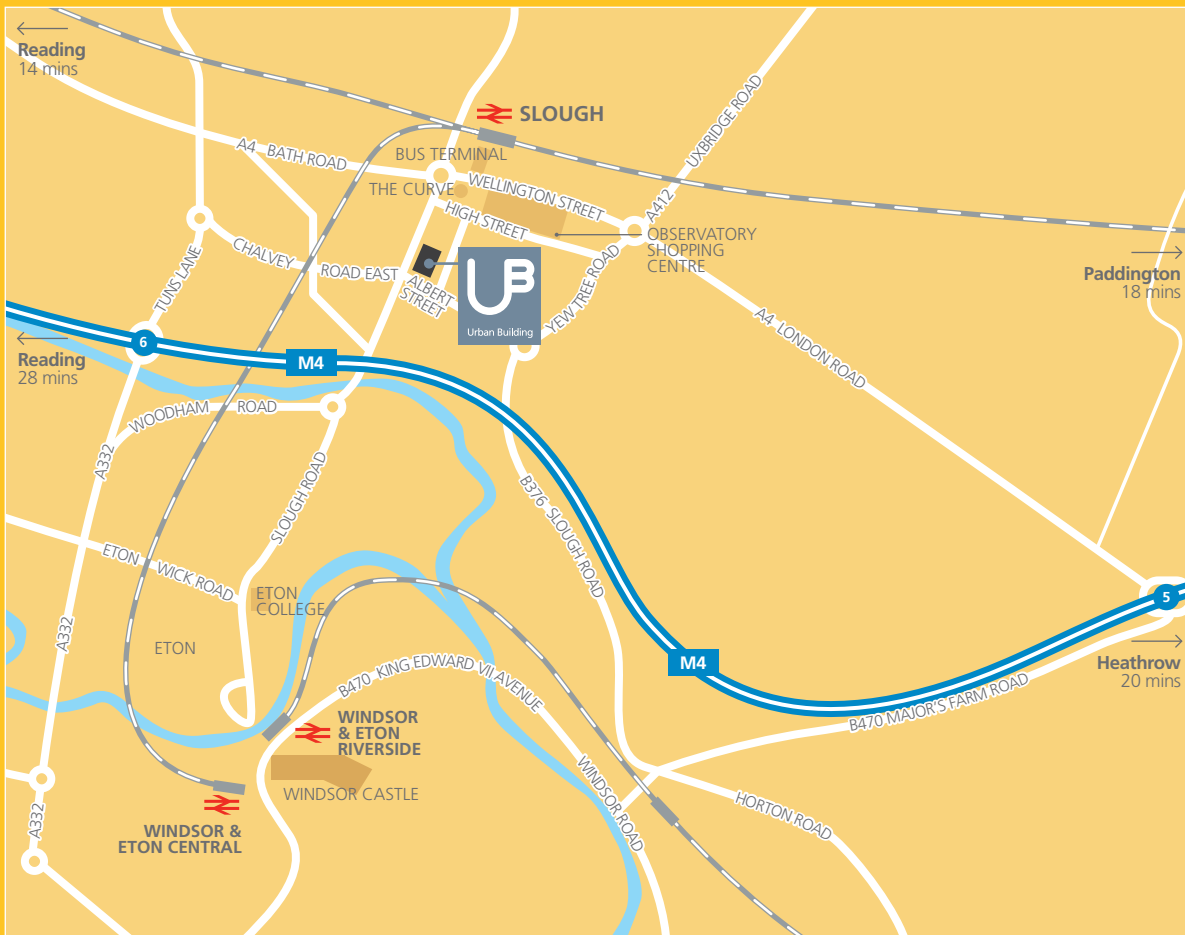 Reading
14 mins
SLOUGH
UXBRIDGE ROAD
A4 BATH ROAD
BUS TERMINAL
THE CURVE
WELLINGTON STREET
A412
HIGH STREET
OBSERVATORY
SHOPPING
CENTRE
CHALVEY ROAD EAST
TUNS LANE
ALBERT
STREET
UB
Urban Building
YEW TREE ROAD
Paddington
18 mins
A4 LONDON ROAD
6
M4
Reading
28 mins
WOODHAM ROAD
A332
SLOUGH ROAD
B376 SLOUGH ROAD
ETON WICK ROAD
ETON
COLLEGE
5
A332
ETON
M4
Heathrow
20 mins
B470 KING EDWARD VII AVENUE
B470 MAJOR'S FARM ROAD
WINDSOR
& ETON
RIVERSIDE
WINDSOR CASTLE
WINDSOR ROAD
HORTON ROAD
A332
WINDSOR &
ETON CENTRAL